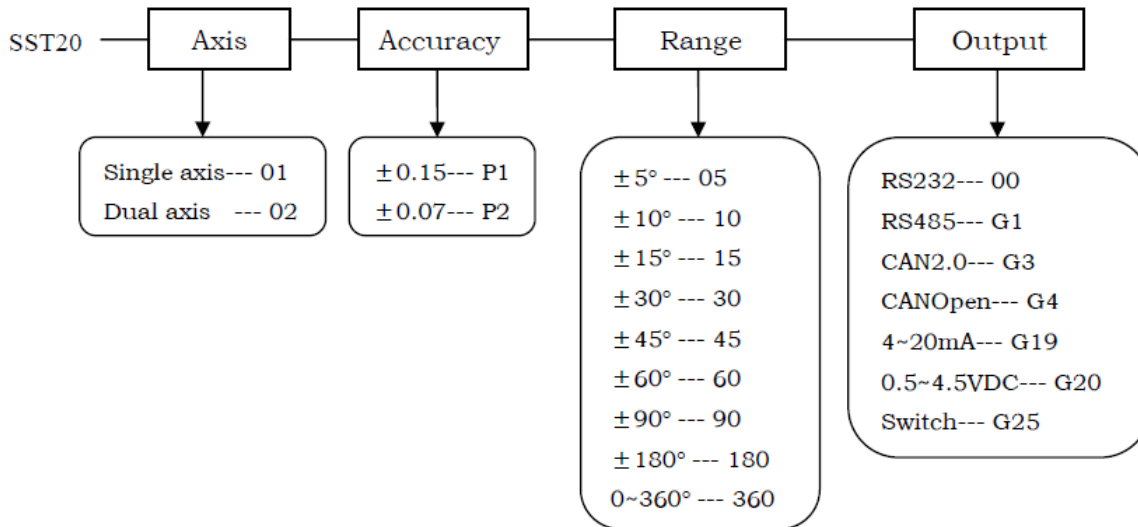 SST20 Axis Accuracy Range Output
Single axis--- 01
Dual axis --- 02
±0.15--- P1
±0.07--- P2
±5° --- 05
±10° --- 10
±15° --- 15
±30° --- 30
±45° --- 45
±60° --- 60
±90° --- 90
±180° --- 180
0~360° --- 360
RS232--- 00
RS485--- G1
CAN2.0--- G3
CANOpen--- G4
4~20mA--- G19
0.5~4.5VDC--- G20
Switch--- G25